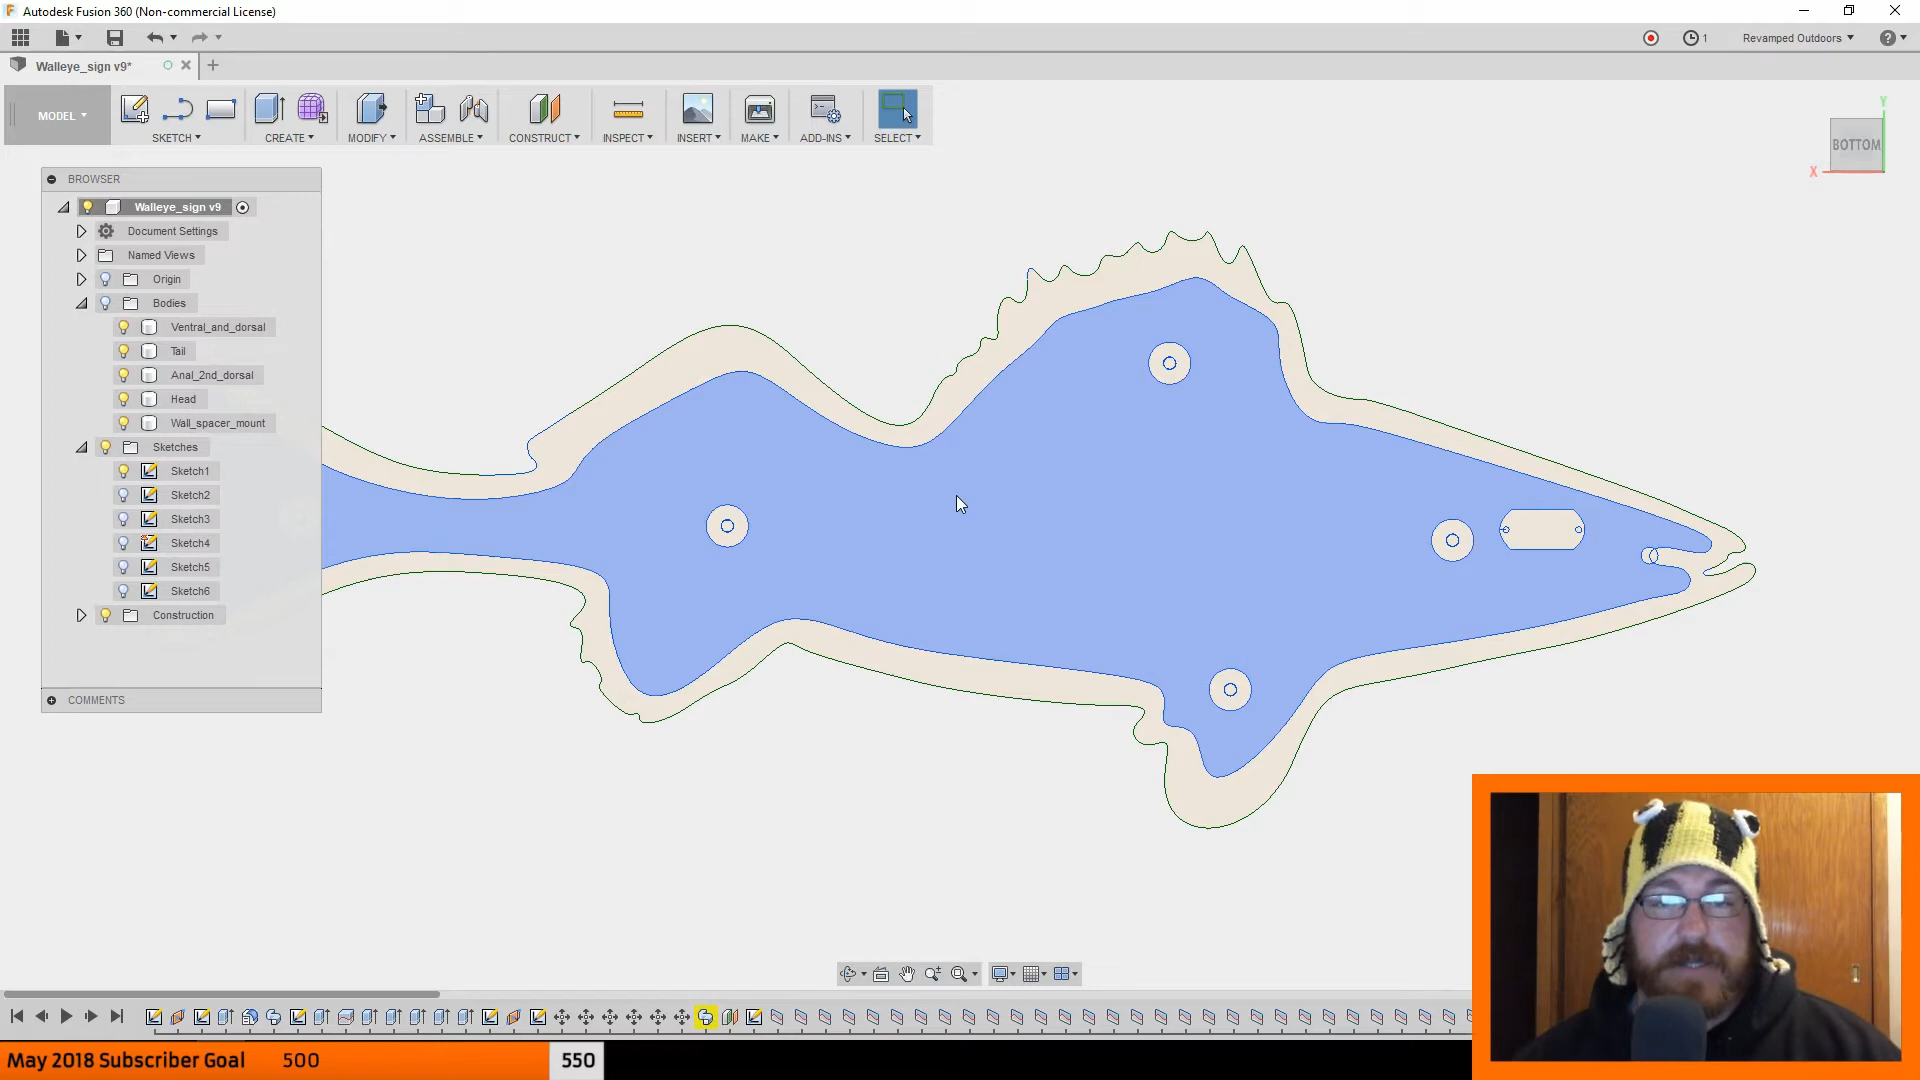 Autodesk Fusion 360 (Non-commercial License)
1
Revamped Outdoors
Walleye_sign v9*
MODEL
SKETCH
CREATE
MODIFY
ASSEMBLE
CONSTRUCT
INSPECT
INSERT
MAKE
ADD-INS
SELECT
Y
BOTTOM
X
BROWSER
Walleye_sign v9
Document Settings
Named Views
Origin
Bodies
Ventral_and_dorsal
Tail
Anal_2nd_dorsal
Head
Wall_spacer_mount
Sketches
Sketch1
Sketch2
Sketch3
Sketch4
Sketch5
Sketch6
Construction
COMMENTS
May 2018 Subscriber Goal 500 550